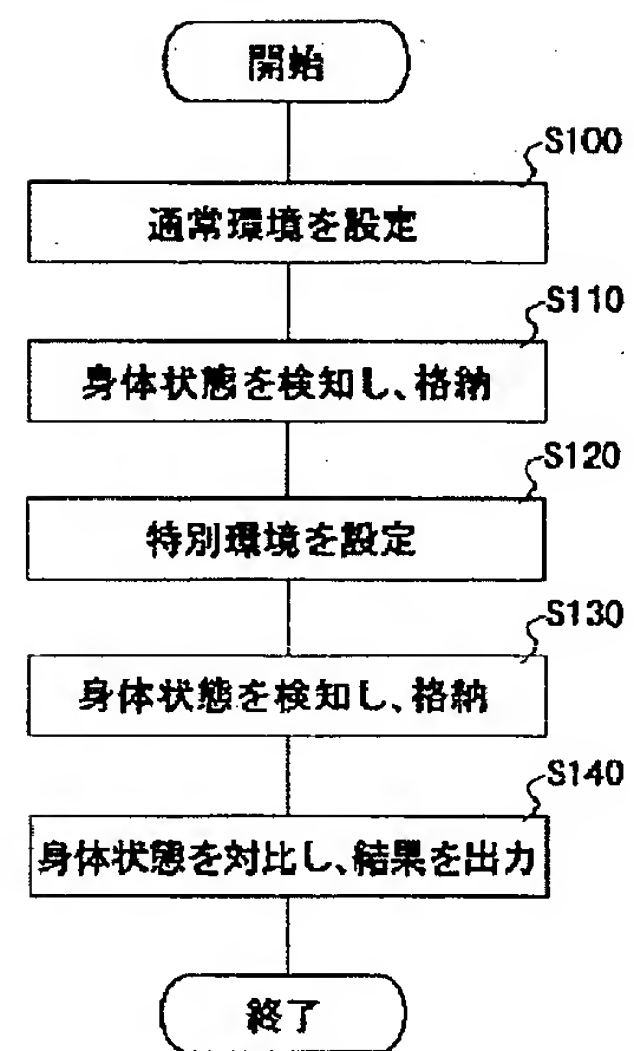 開始
S100
通常環境を設定
S110
身体状態を検知し、格納
S120
特別環境を設定
S130
身体状態を検知し、格納
S140
身体状態を対比し、結果を出力
終了